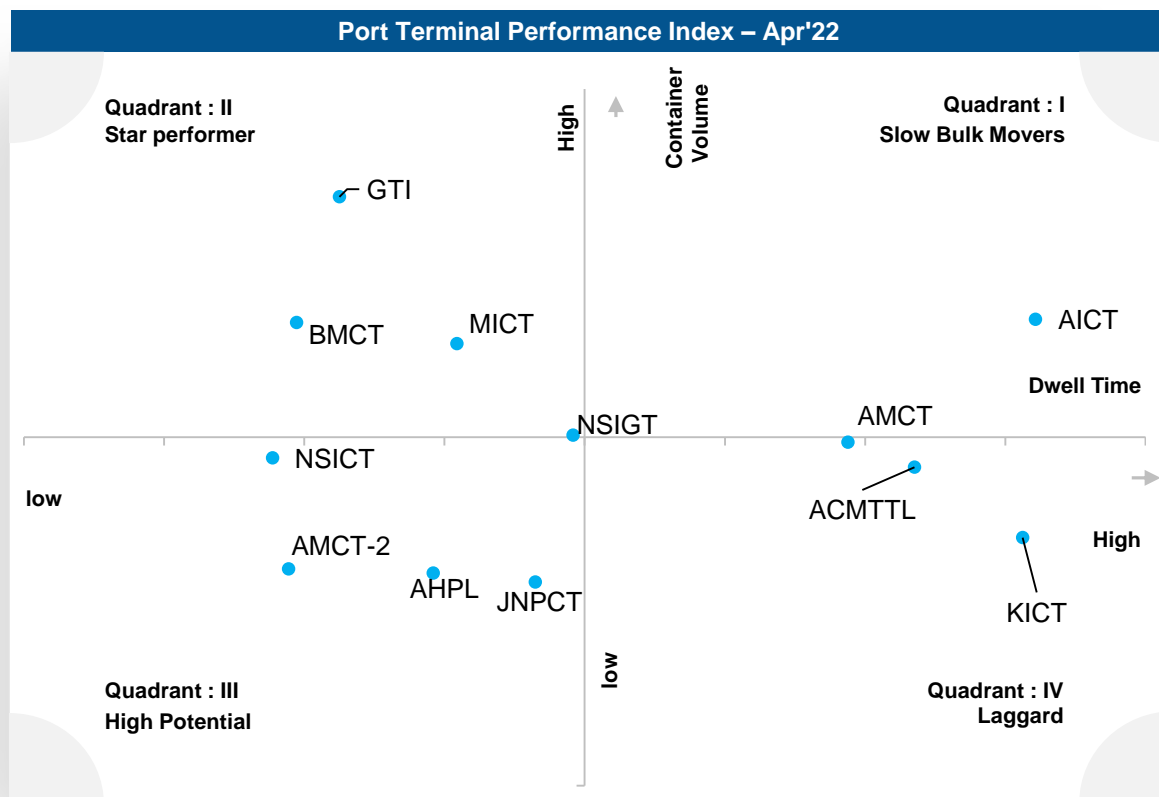 Port Terminal Performance Index – Apr'22
Quadrant : II
Star performer
High
Container
Volume
Quadrant : I
Slow Bulk Movers
GTI
BMCT
MICT
AICT
Dwell Time
NSIGT
AMCT
NSICT
low
ACMTTL
High
AMCT-2
AHPL
JNPCT
KICT
low
Quadrant : III
High Potential
Quadrant : IV
Laggard